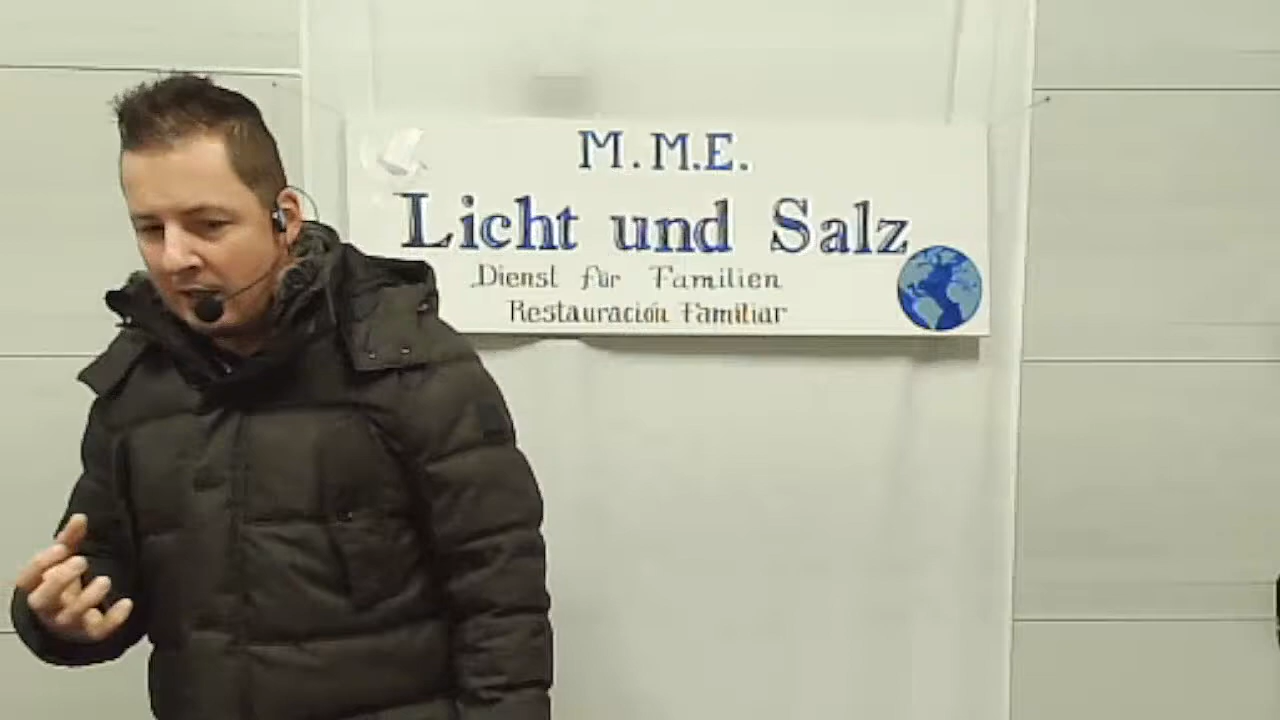 M.M.E.
Licht und Salz
Dienst für Familien
Restauración Familiar